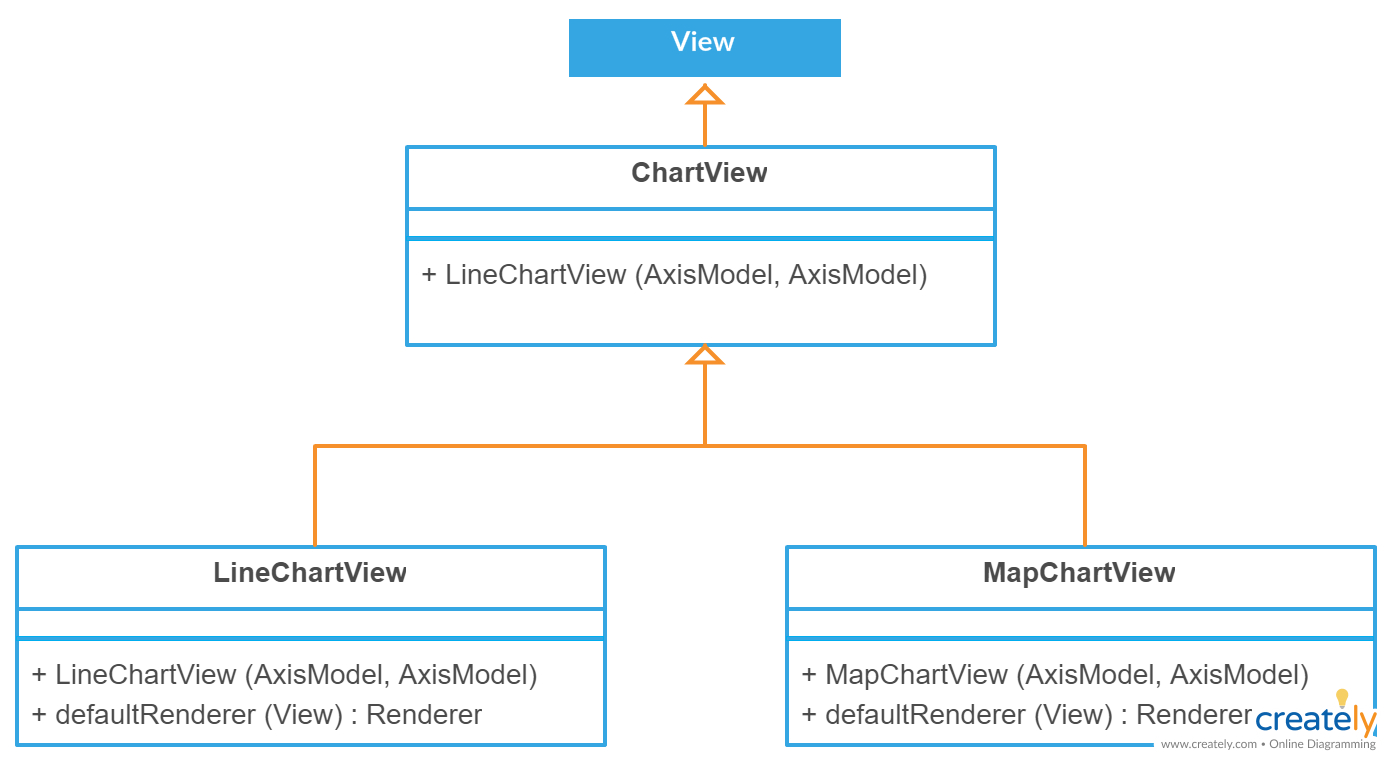 View
ChartView
+ LineChartView (AxisModel, AxisModel)
LineChartView
+ LineChartView (AxisModel, AxisModel)
+ defaultRenderer (View) : Renderer
MapChartView
+ MapChartView (AxisModel, AxisModel)
+ defaultRenderer (View) : Renderer
creately
www.creately.com • Online Diagramming